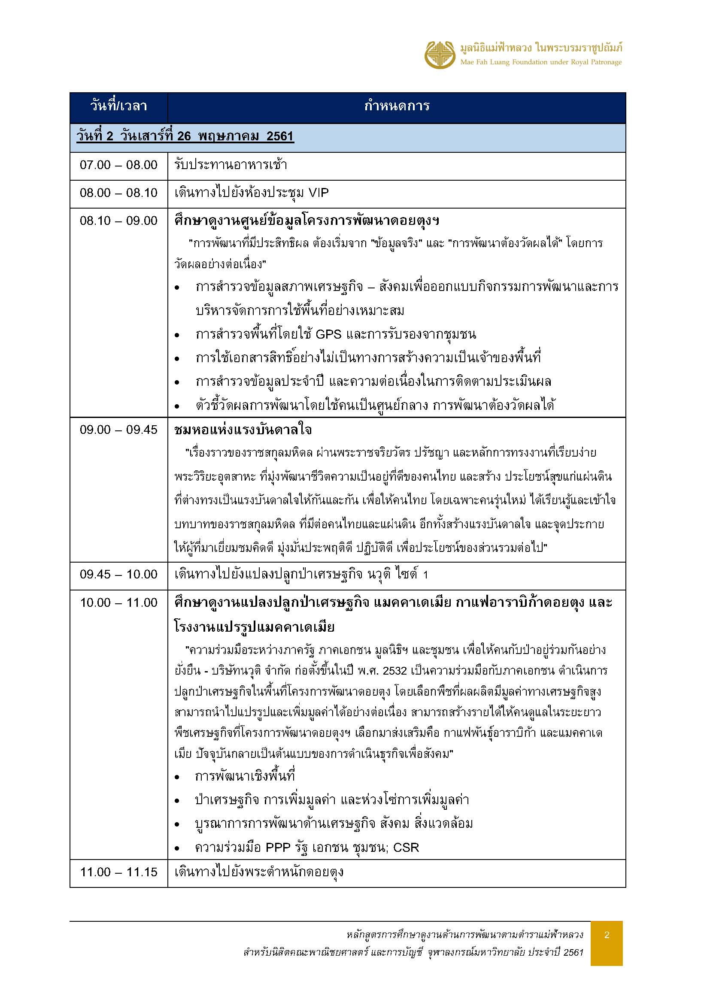 มูลนิธิแม่ฟ้าหลวง ในพระบรมราชูปถัมภ์
Mae Fah Luang Foundation under Royal Patronage
วันที่/เวลา กำหนดการ
วันที่ 2 วันเสาร์ที่ 26 พฤษภาคม 2561
07.00 – 08.00 รับประทานอาหารเช้า
08.00 – 08.10 เดินทางไปยังห้องประชุม VIP
08.10 – 09.00 ศึกษาดูงานศูนย์ข้อมูลโครงการพัฒนาดอยตุงฯ
"การพัฒนาที่มีประสิทธิผล ต้องเริ่มจาก "ข้อมูลจริง" และ "การพัฒนาต้องวัดผลได้" โดยการ
วัดผลอย่างต่อเนื่อง"
• การสำรวจข้อมูลสภาพเศรษฐกิจ – สังคมเพื่อออกแบบกิจกรรมการพัฒนาและการ
บริหารจัดการการใช้พื้นที่อย่างเหมาะสม
• การสำรวจพื้นที่โดยใช้ GPS และการรับรองจากชุมชน
• การใช้เอกสารสิทธิ์อย่างไม่เป็นทางการสร้างความเป็นเจ้าของพื้นที่
• การสำรวจข้อมูลประจำปี และความต่อเนื่องในการติดตามประเมินผล
• ตัวชี้วัดผลการพัฒนาโดยใช้คนเป็นศูนย์กลาง การพัฒนาต้องวัดผลได้
09.00 – 09.45 ชมหอแห่งแรงบันดาลใจ
"เรื่องราวของราชสกุลมหิดล ผ่านพระราชจริยวัตร ปรัชญา และหลักการทรงงานที่เรียบง่าย
พระวิริยะอุตสาหะ ที่มุ่งพัฒนาชีวิตความเป็นอยู่ที่ดีของคนไทย และสร้าง ประโยชน์สุขแก่แผ่นดิน
ที่ต่างทรงเป็นแรงบันดาลใจให้กันและกัน เพื่อให้คนไทย โดยเฉพาะคนรุ่นใหม่ ได้เรียนรู้และเข้าใจ
บทบาทของราชสกุลมหิดล ที่มีต่อคนไทยและแผ่นดิน อีกทั้งสร้างแรงบันดาลใจ และจุดประกาย
ให้ผู้ที่มาเยี่ยมชมคิดดี มุ่งมั่นประพฤติดี ปฏิบัติดี เพื่อประโยชน์ของส่วนรวมต่อไป"
09.45 – 10.00 เดินทางไปยังแปลงปลูกป่าเศรษฐกิจ นวุติ ไซต์ 1
10.00 – 11.00 ศึกษาดูงานแปลงปลูกป่าเศรษฐกิจ แมคคาเดเมีย กาแฟอาราบิก้าดอยตุง และ
โรงงานแปรรูปแมคคาเดเมีย
"ความร่วมมือระหว่างภาครัฐ ภาคเอกชน มูลนิธิฯ และชุมชน เพื่อให้คนกับป่าอยู่ร่วมกันอย่าง
ยั่งยืน - บริษัทนวุติ จำกัด ก่อตั้งขึ้นในปี พ.ศ. 2532 เป็นความร่วมมือกับภาคเอกชน ดำเนินการ
ปลูกป่าเศรษฐกิจในพื้นที่โครงการพัฒนาดอยตุง โดยเลือกพืชที่ผลผลิตมีมูลค่าทางเศรษฐกิจสูง
สามารถนำไปแปรรูปและเพิ่มมูลค่าได้อย่างต่อเนื่อง สามารถสร้างรายได้ให้คนดูแลในระยะยาว
พืชเศรษฐกิจที่โครงการพัฒนาดอยตุงฯ เลือกมาส่งเสริมคือ กาแฟพันธุ์อาราบิก้า และแมคคาเด
เมีย ปัจจุบันกลายเป็นต้นแบบของการดำเนินธุรกิจเพื่อสังคม"
• การพัฒนาเชิงพื้นที่
• ป่าเศรษฐกิจ การเพิ่มมูลค่า และห่วงโซ่การเพิ่มมูลค่า
• บูรณาการการพัฒนาด้านเศรษฐกิจ สังคม สิ่งแวดล้อม
• ความร่วมมือ PPP รัฐ เอกชน ชุมชน; CSR
11.00 – 11.15 เดินทางไปยังพระตำหนักดอยตุง
หลักสูตรการศึกษาดูงานด้านการพัฒนาตามตำราแม่ฟ้าหลวง 2
สำหรับนิสิตคณะพาณิชยศาสตร์ และการบัญชี จุฬาลงกรณ์มหาวิทยาลัย ประจำปี 2561